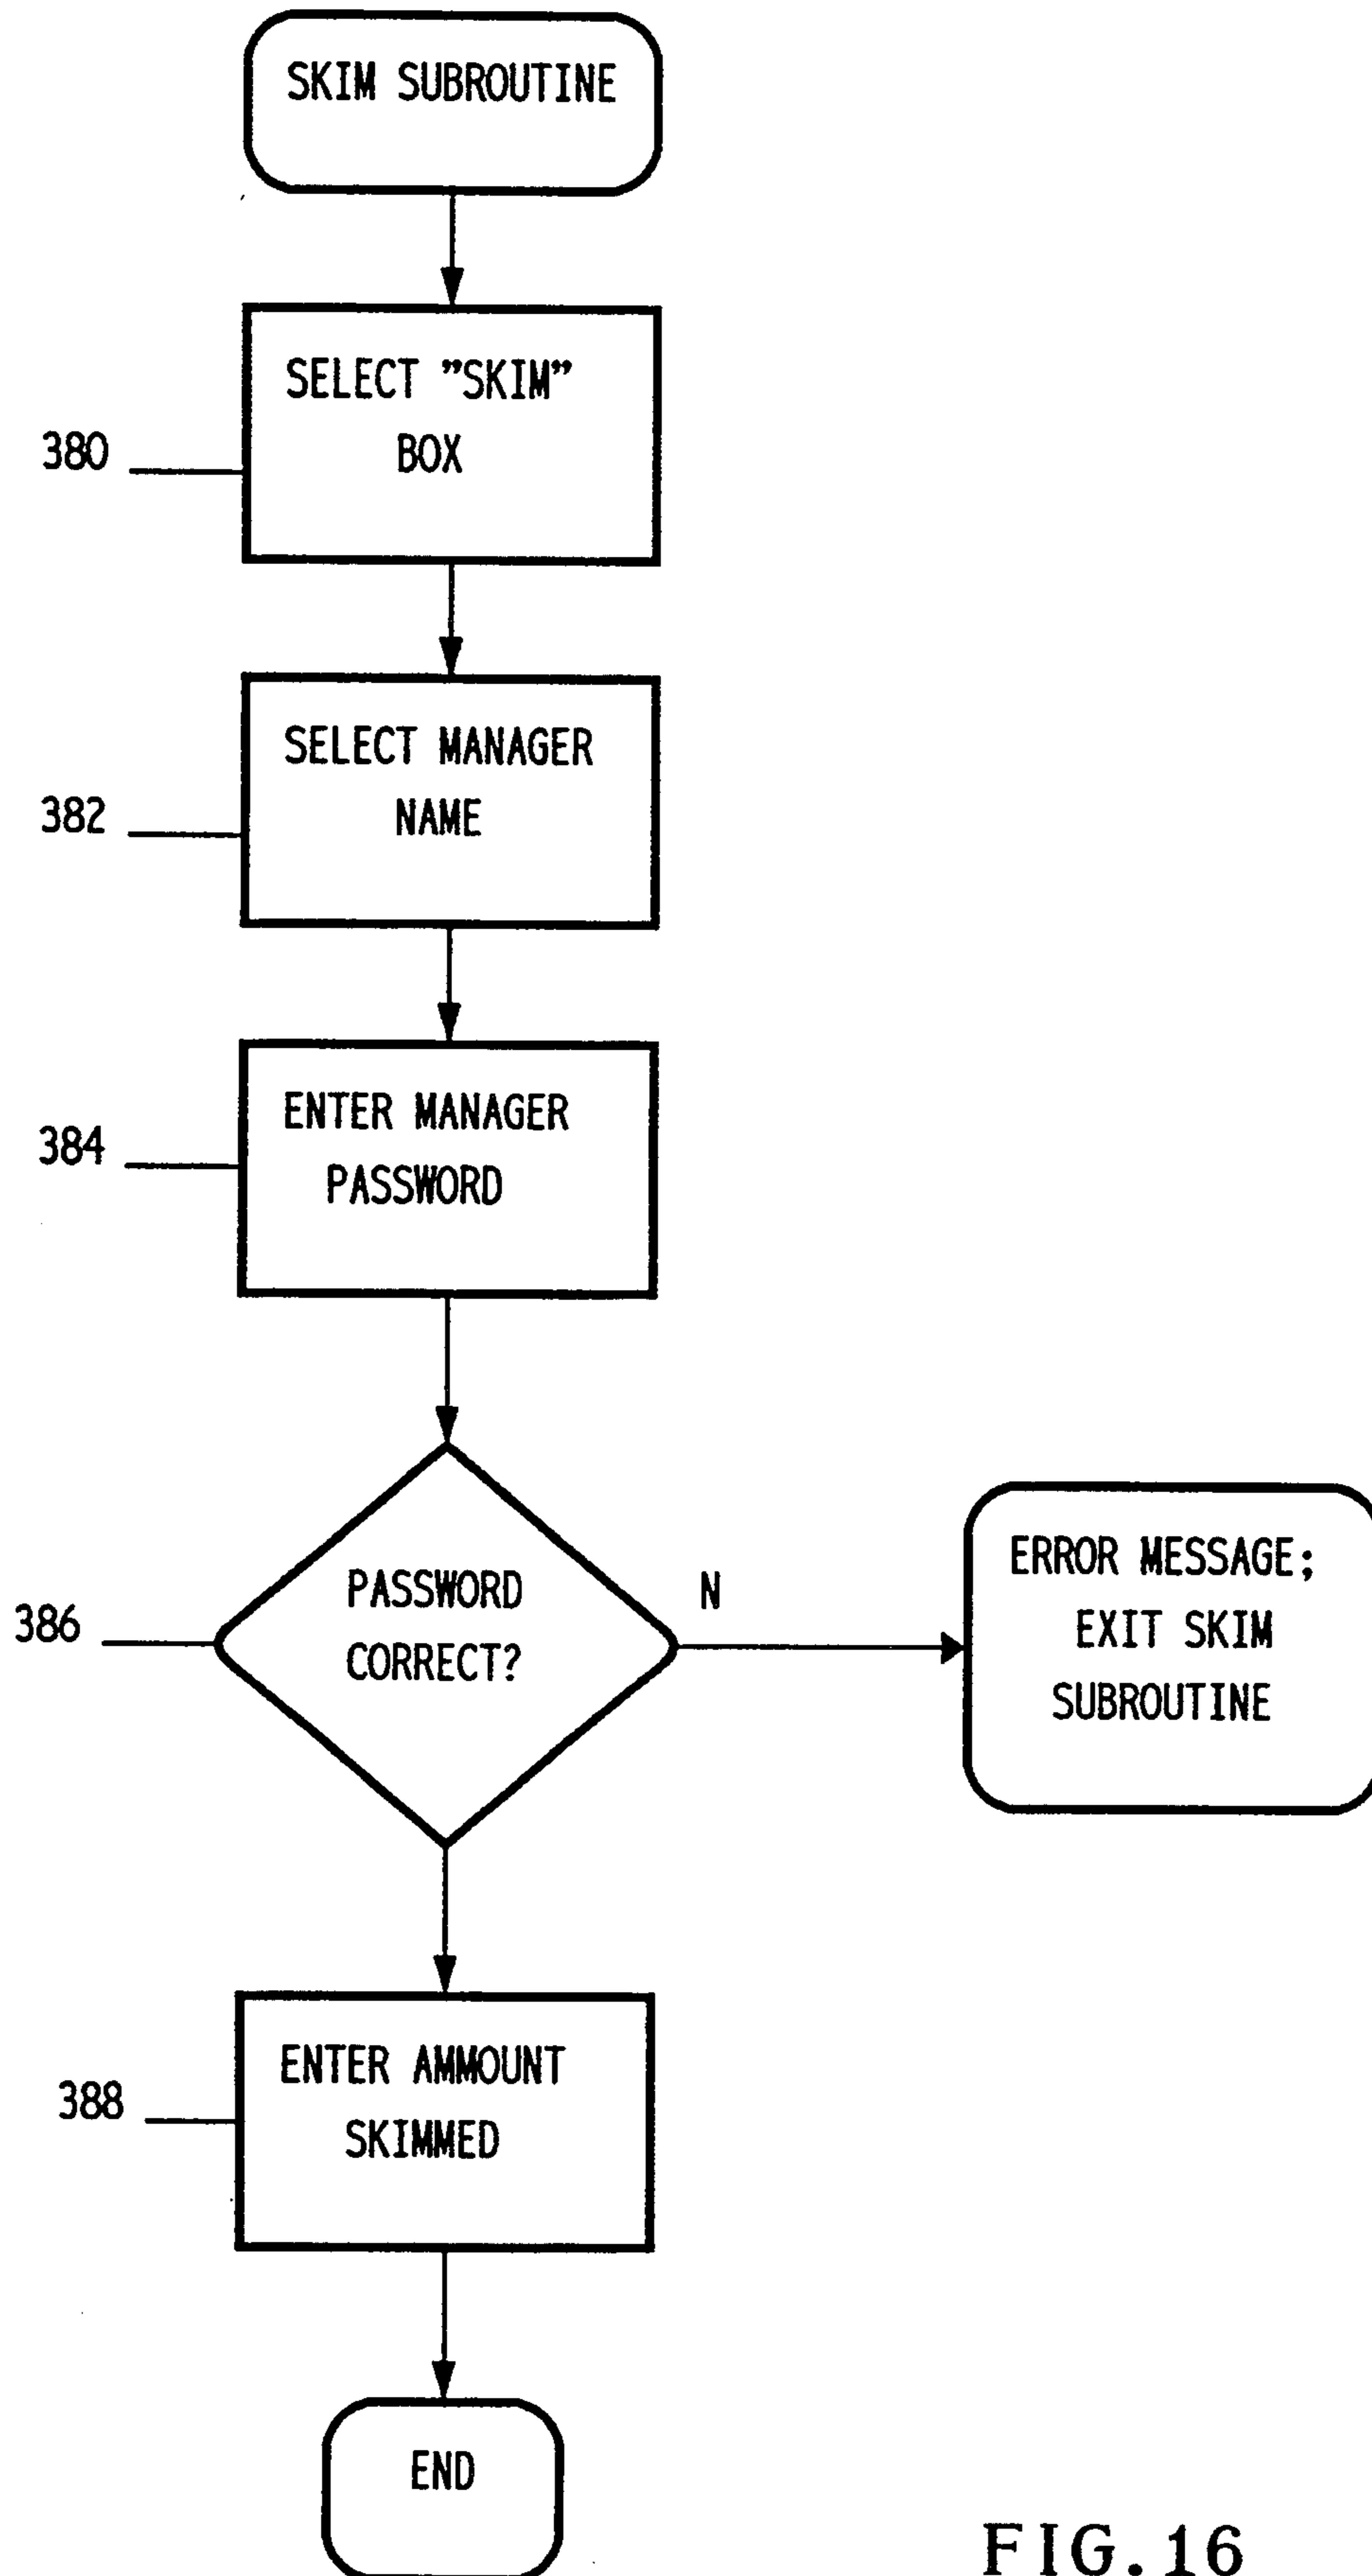 SKIM SUBROUTINE
SELECT ”SKIM”
BOX
380
SELECT MANAGER
NAME
382
ENTER MANAGER
PASSWORD
384
PASSWORD
CORRECT?
386
N
ERROR MESSAGE;
EXIT SKIM
SUBROUTINE
ENTER AMMOUNT
SKIMMED
388
END
FIG.16